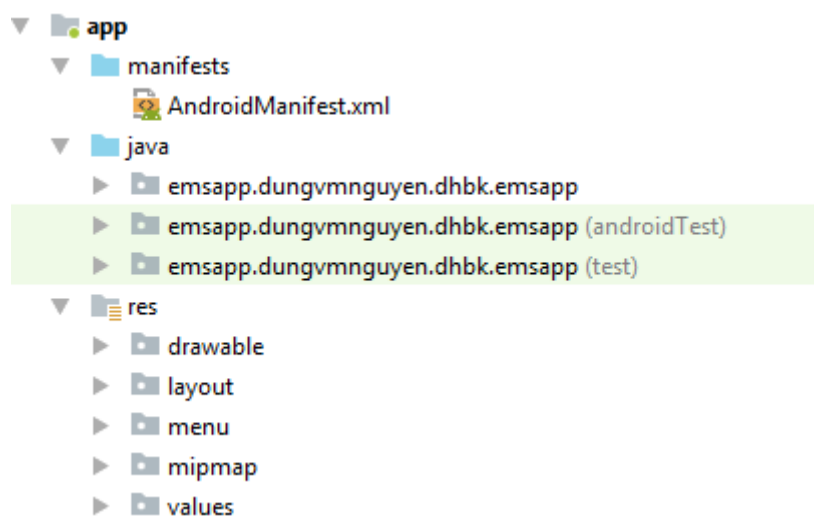 app
manifests
AndroidManifest.xml
java
emsapp.dungvmnguyen.dhbk.emsapp
emsapp.dungvmnguyen.dhbk.emsapp (androidTest)
emsapp.dungvmnguyen.dhbk.emsapp (test)
res
drawable
layout
menu
mipmap
values